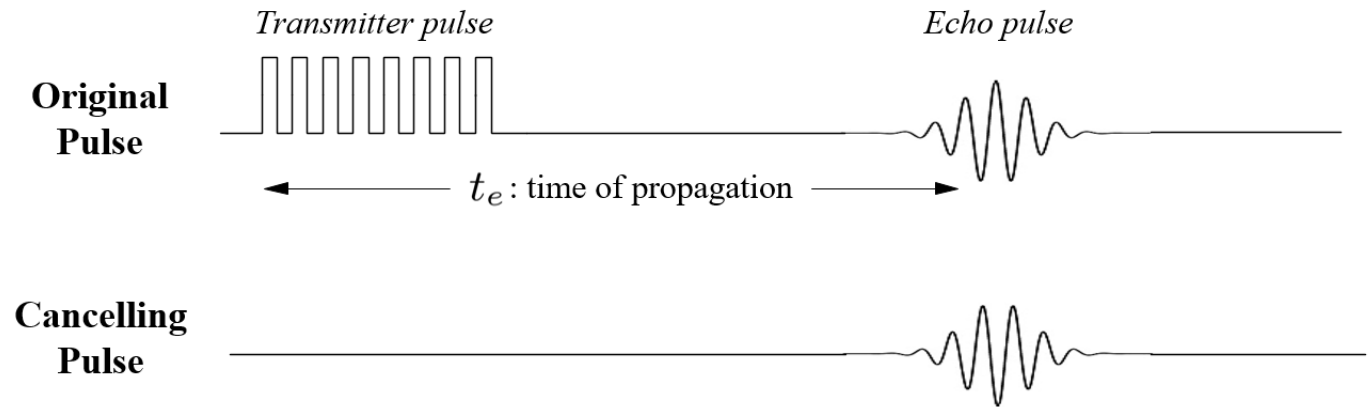 Transmitter pulse
Echo pulse
Original
Pulse
t_e : time of propagation
Cancelling
Pulse